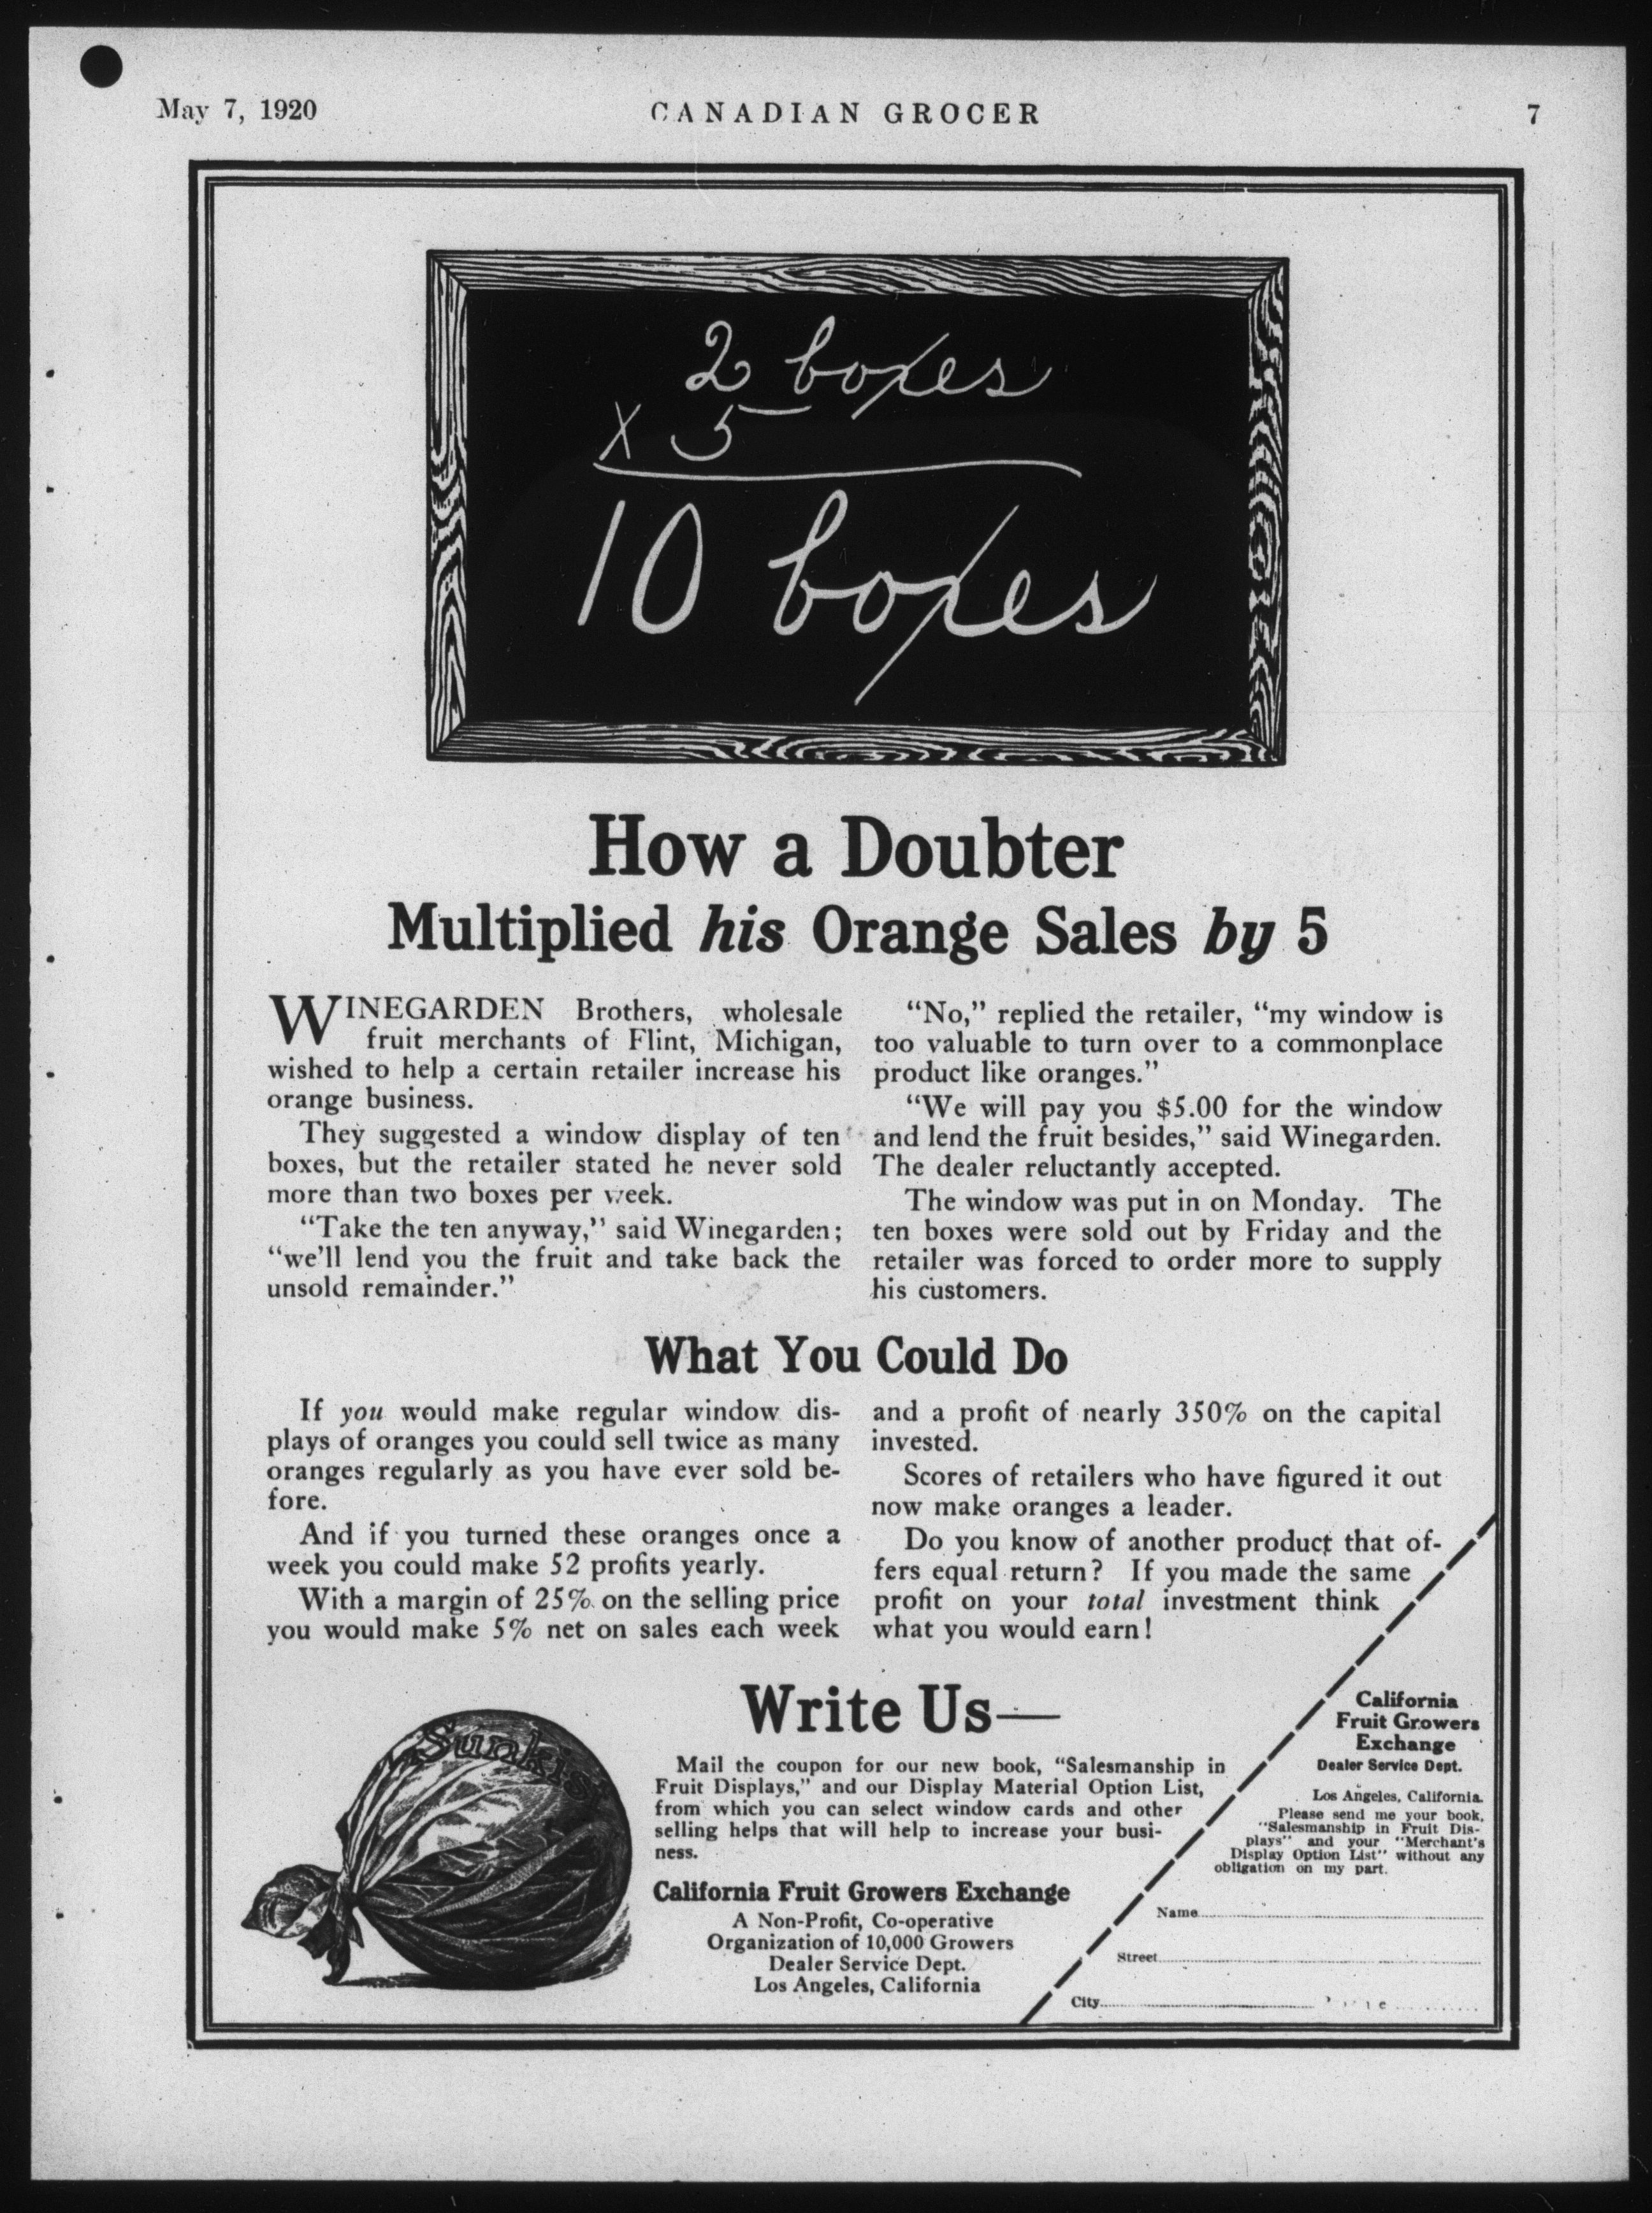 May 7, 1920
CANADIAN GROCER
7
2 boxes
X 5
10 boxes
How a Doubter
Multiplied his Orange Sales by 5
WINEGARDEN Brothers, wholesale
fruit merchants of Flint, Michigan,
wished to help a certain retailer increase his
orange business.
They suggested a window display of ten
boxes, but the retailer stated he never sold
more than two boxes per week.
“Take the ten anyway,” said Winegarden;
“we’ll lend you the fruit and take back the
unsold remainder.”
“No,” replied the retailer, “my window is
too valuable to turn over to a commonplace
product like oranges.”
“We will pay you $5.00 for the window
and lend the fruit besides,” said Winegarden.
The dealer reluctantly accepted.
The window was put in on Monday. The
ten boxes were sold out by Friday and the
retailer was forced to order more to supply
his customers.
What You Could Do
If you would make regular window dis-
plays of oranges you could sell twice as many
oranges regularly as you have ever sold be-
fore.
And if you turned these oranges once a
week you could make 52 profits yearly.
With a margin of 25% on the selling price
you would make 5% net on sales each week
and a profit of nearly 350% on the capital
invested.
Scores of retailers who have figured it out
now make oranges a leader.
Do you know of another product that of-
fers equal return? If you made the same
profit on your total investment think
what you would earn!
Sunkist
Write Us—
Mail the coupon for our new book, “Salesmanship in
Fruit Displays,” and our Display Material Option List,
from which you can select window cards and other
selling helps that will help to increase your busi-
ness.
California Fruit Growers Exchange
A Non-Profit, Co-operative
Organization of 10,000 Growers
Dealer Service Dept.
Los Angeles, California
California
Fruit Growers
Exchange
Dealer Service Dept.
Los Angeles, California.
Please send me your book,
“Salesmanship in Fruit Dis-
plays” and your “Merchant’s
Display Option List” without any
obligation on my part.
Name
Street
City